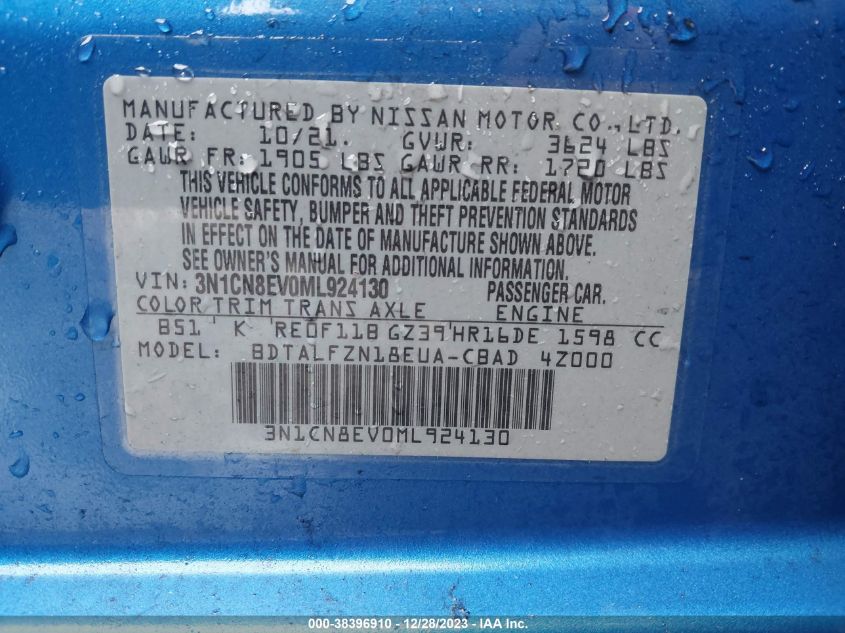 MANUFACTURED BY NISSAN MOTOR CO., LTD.
DATE: 10/21. GVWR: 3624 LBS
GAWR FR: 1905 LBS GAWR RR: 1720 LBS
THIS VEHICLE CONFORMS TO ALL APPLICABLE FEDERAL MOTOR
VEHICLE SAFETY, BUMPER AND THEFT PREVENTION STANDARDS
IN EFFECT ON THE DATE OF MANUFACTURE SHOWN ABOVE.
SEE OWNER'S MANUAL FOR ADDITIONAL INFORMATION.
VIN: 3N1CN8EV0ML924130 PASSENGER CAR.
COLOR TRIM TRANS AXLE ENGINE
B51 ' K 'RE0F11B GZ39'HR16DE 1598 CC
MODEL: BDTALFZN18EUA-CBAD 4Z000
3N1CN8EV0ML924130
000-38396910 - 12/28/2023 - IAA Inc.